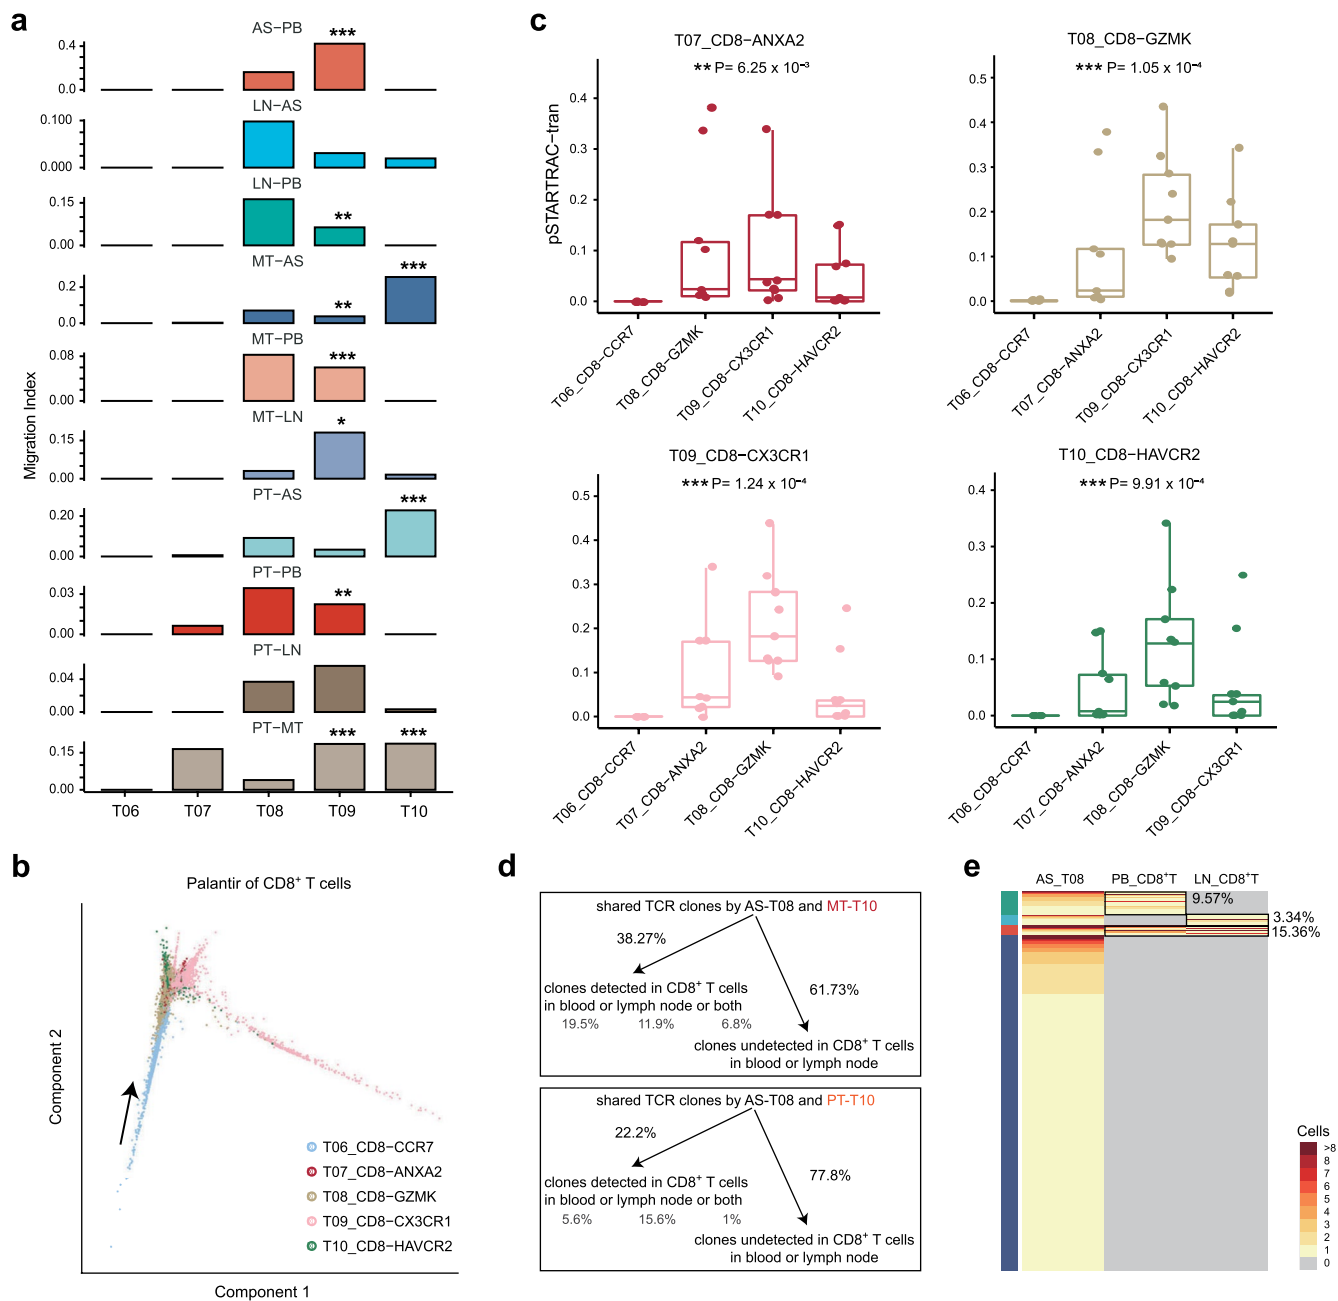 a
AS−PB
***
0.4
0.0
LN−AS
0.100
0.000
LN−PB
0.15
**
0.00
MT−AS
***
0.2
**
0.0
MT−PB
0.08
***
0.00
MT−LN
*
0.15
0.00
PT−AS
***
0.20
0.00
PT−PB
0.03
**
0.00
PT−LN
0.04
0.00
PT−MT
*** ***
0.15
0.00
T06 T07 T08 T09 T10
Migration Index
b
Palantir of CD8⁺ T cells
Component 2
Component 1
T06_CD8−CCR7
T07_CD8−ANXA2
T08_CD8−GZMK
T09_CD8−CX3CR1
T10_CD8−HAVCR2
c
pSTARTRAC−tran
T07_CD8−ANXA2
** P= 6.25 x 10⁻³
0.4
0.3
0.2
0.1
0.0
T06_CD8−CCR7
T08_CD8−GZMK
T09_CD8−CX3CR1
T10_CD8−HAVCR2
T08_CD8−GZMK
*** P= 1.05 x 10⁻⁴
0.5
0.4
0.3
0.2
0.1
0.0
T06_CD8−CCR7
T07_CD8−ANXA2
T09_CD8−CX3CR1
T10_CD8−HAVCR2
T09_CD8−CX3CR1
*** P= 1.24 x 10⁻⁴
0.5
0.4
0.3
0.2
0.1
0.0
T06_CD8−CCR7
T07_CD8−ANXA2
T08_CD8−GZMK
T10_CD8−HAVCR2
T10_CD8−HAVCR2
*** P= 9.91 x 10⁻⁴
0.4
0.3
0.2
0.1
0.0
T06_CD8−CCR7
T07_CD8−ANXA2
T08_CD8−GZMK
T09_CD8−CX3CR1
d
shared TCR clones by AS-T08 and MT-T10
38.27%
61.73%
clones detected in CD8⁺ T cells
in blood or lymph node or both
19.5% 11.9% 6.8%
clones undetected in CD8⁺ T cells
in blood or lymph node
shared TCR clones by AS-T08 and PT-T10
22.2%
77.8%
clones detected in CD8⁺ T cells
in blood or lymph node or both
5.6% 15.6% 1%
clones undetected in CD8⁺ T cells
in blood or lymph node
e
AS_T08 PB_CD8⁺T LN_CD8⁺T
9.57%
3.34%
15.36%
Cells
>8
8
7
6
5
4
3
2
1
0